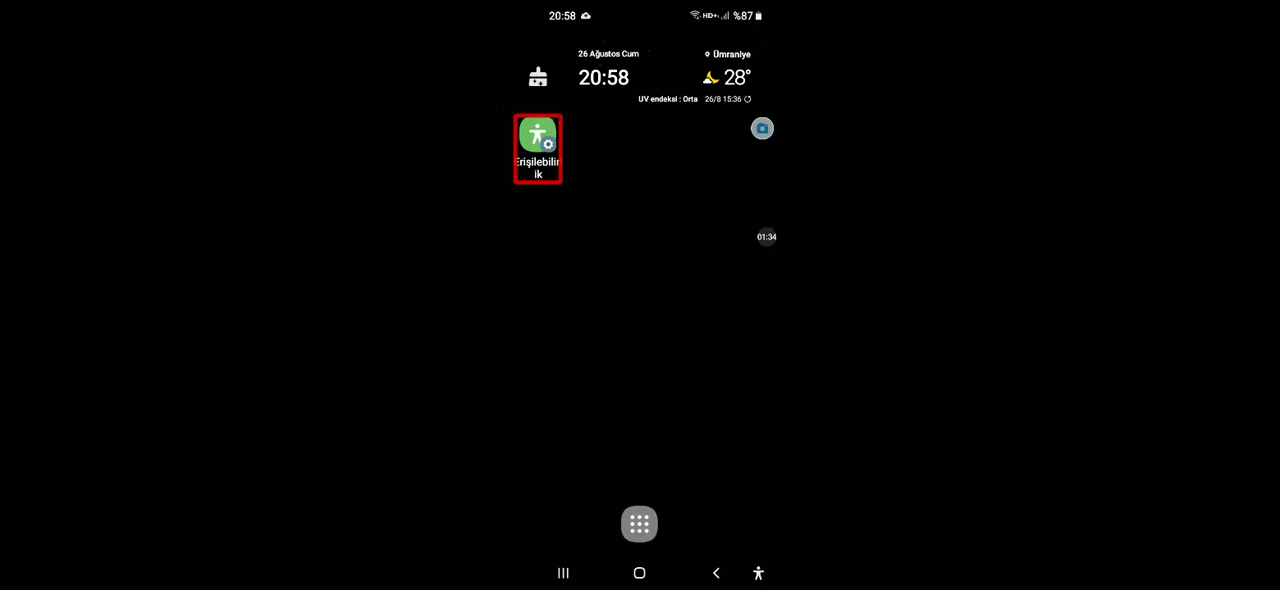 20:58 HD+ %87
26 Ağustos Cum Ümraniye
20:58 28°
UV endeksi : Orta 26/8 15:36
Erişilebilirl
ik
01:34